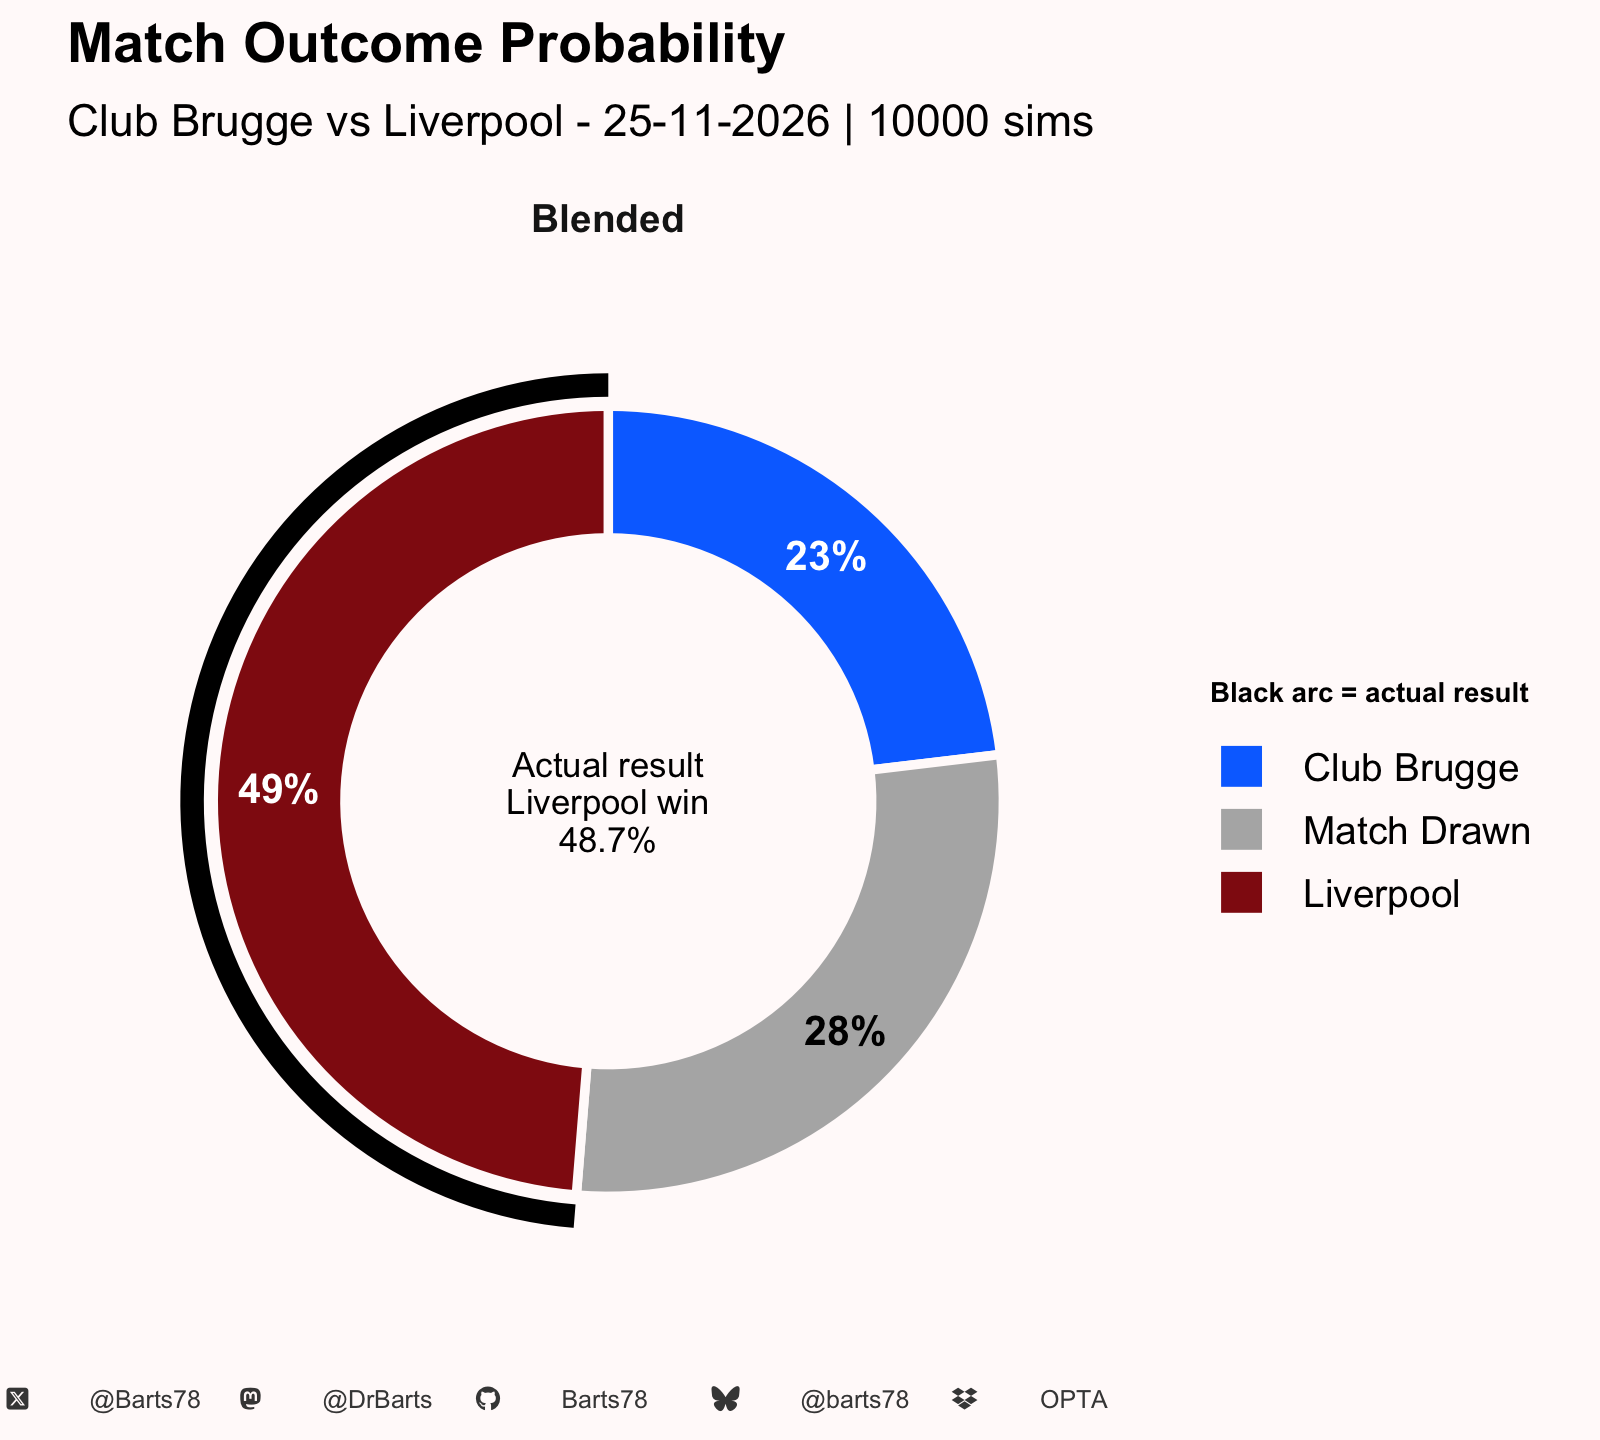 Match Outcome Probability
Club Brugge vs Liverpool - 25-11-2026 | 10000 sims
Blended
23%
49%
28%
Actual result
Liverpool win
48.7%
Black arc = actual result
Club Brugge
Match Drawn
Liverpool
@Barts78 @DrBarts Barts78 @barts78 OPTA